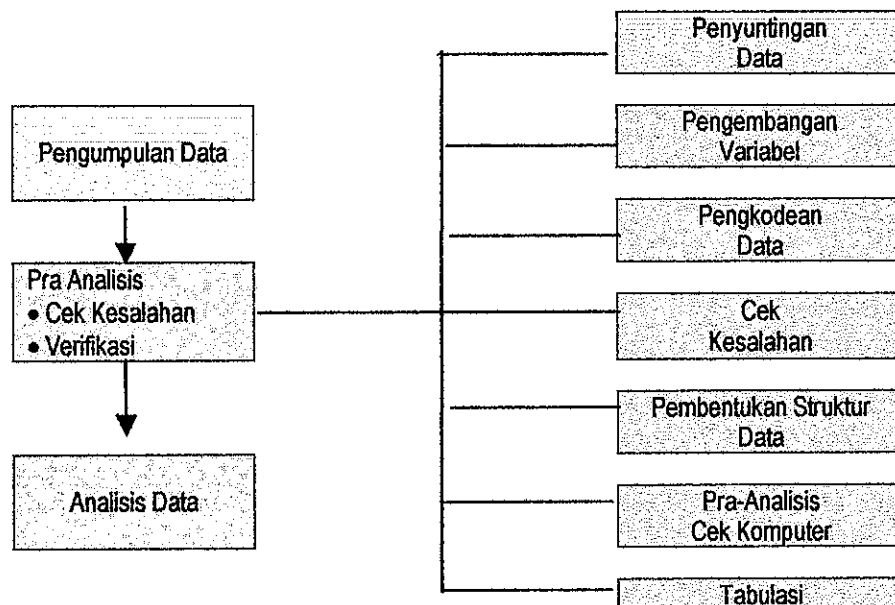 Pengumpulan Data
Pra Analisis
• Cek Kesalahan
• Verifikasi
Analisis Data
Penyuntingan
Data
Pengembangan
Variabel
Pengkodean
Data
Cek
Kesalahan
Pembentukan Struktur
Data
Pra-Analisis
Cek Komputer
Tabulasi